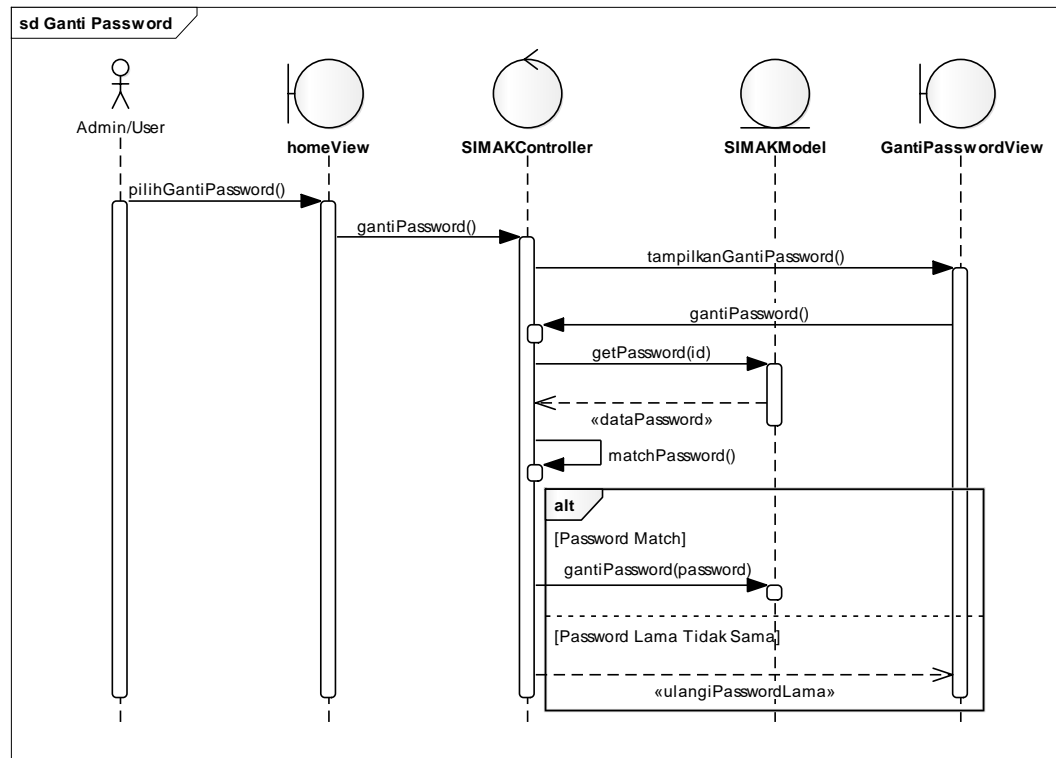 sd Ganti Password
Admin/User
homeView
SIMAKController
SIMAKModel
GantiPasswordView
pilihGantiPassword()
gantiPassword()
tampilkanGantiPassword()
gantiPassword()
getPassword(id)
«dataPassword»
matchPassword()
alt
[Password Match]
gantiPassword(password)
[Password Lama Tidak Sama]
«ulangiPasswordLama»